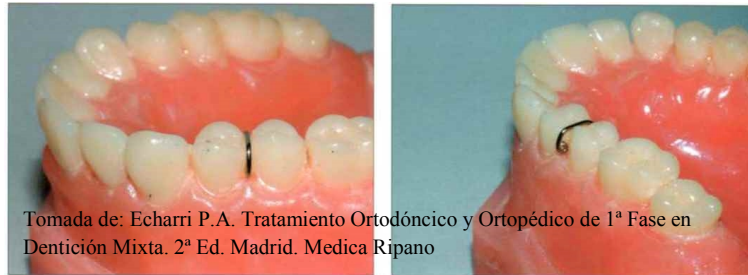 Tomada de: Echarri P.A. Tratamiento Ortodóncico y Ortopédico de 1ª Fase en
Dentición Mixta. 2ª Ed. Madrid. Medica Ripano